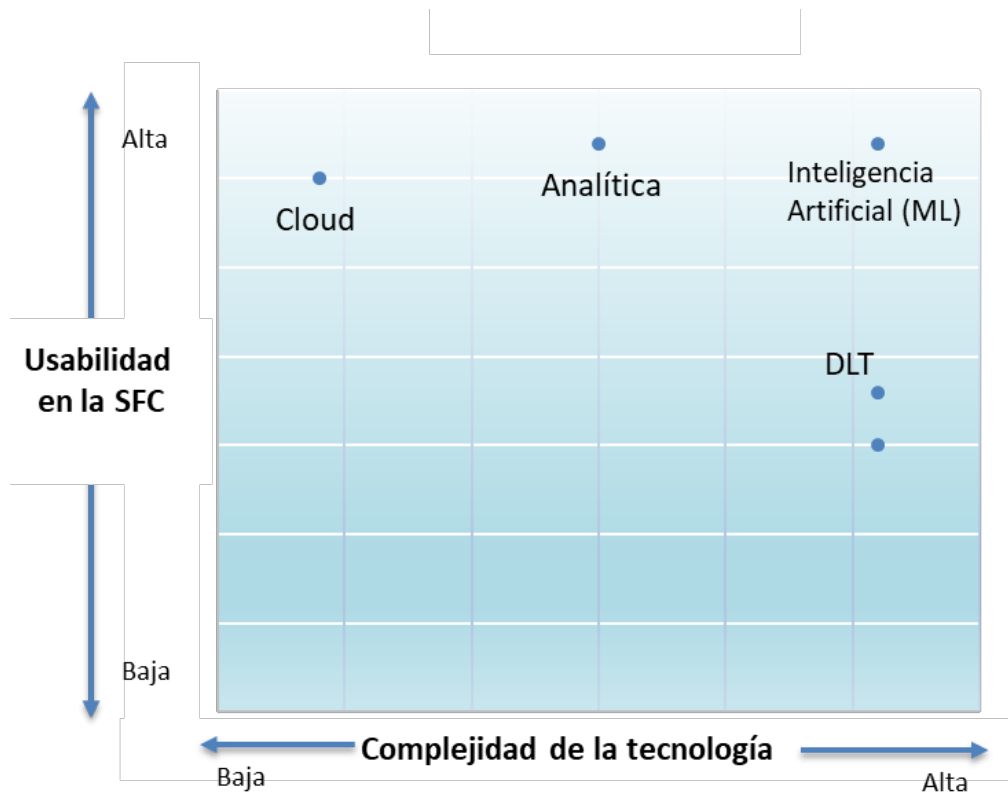 Alta
Cloud
Analítica
Inteligencia
Artificial (ML)
Usabilidad
en la SFC
DLT
Baja
Complejidad de la tecnología
Baja
Alta